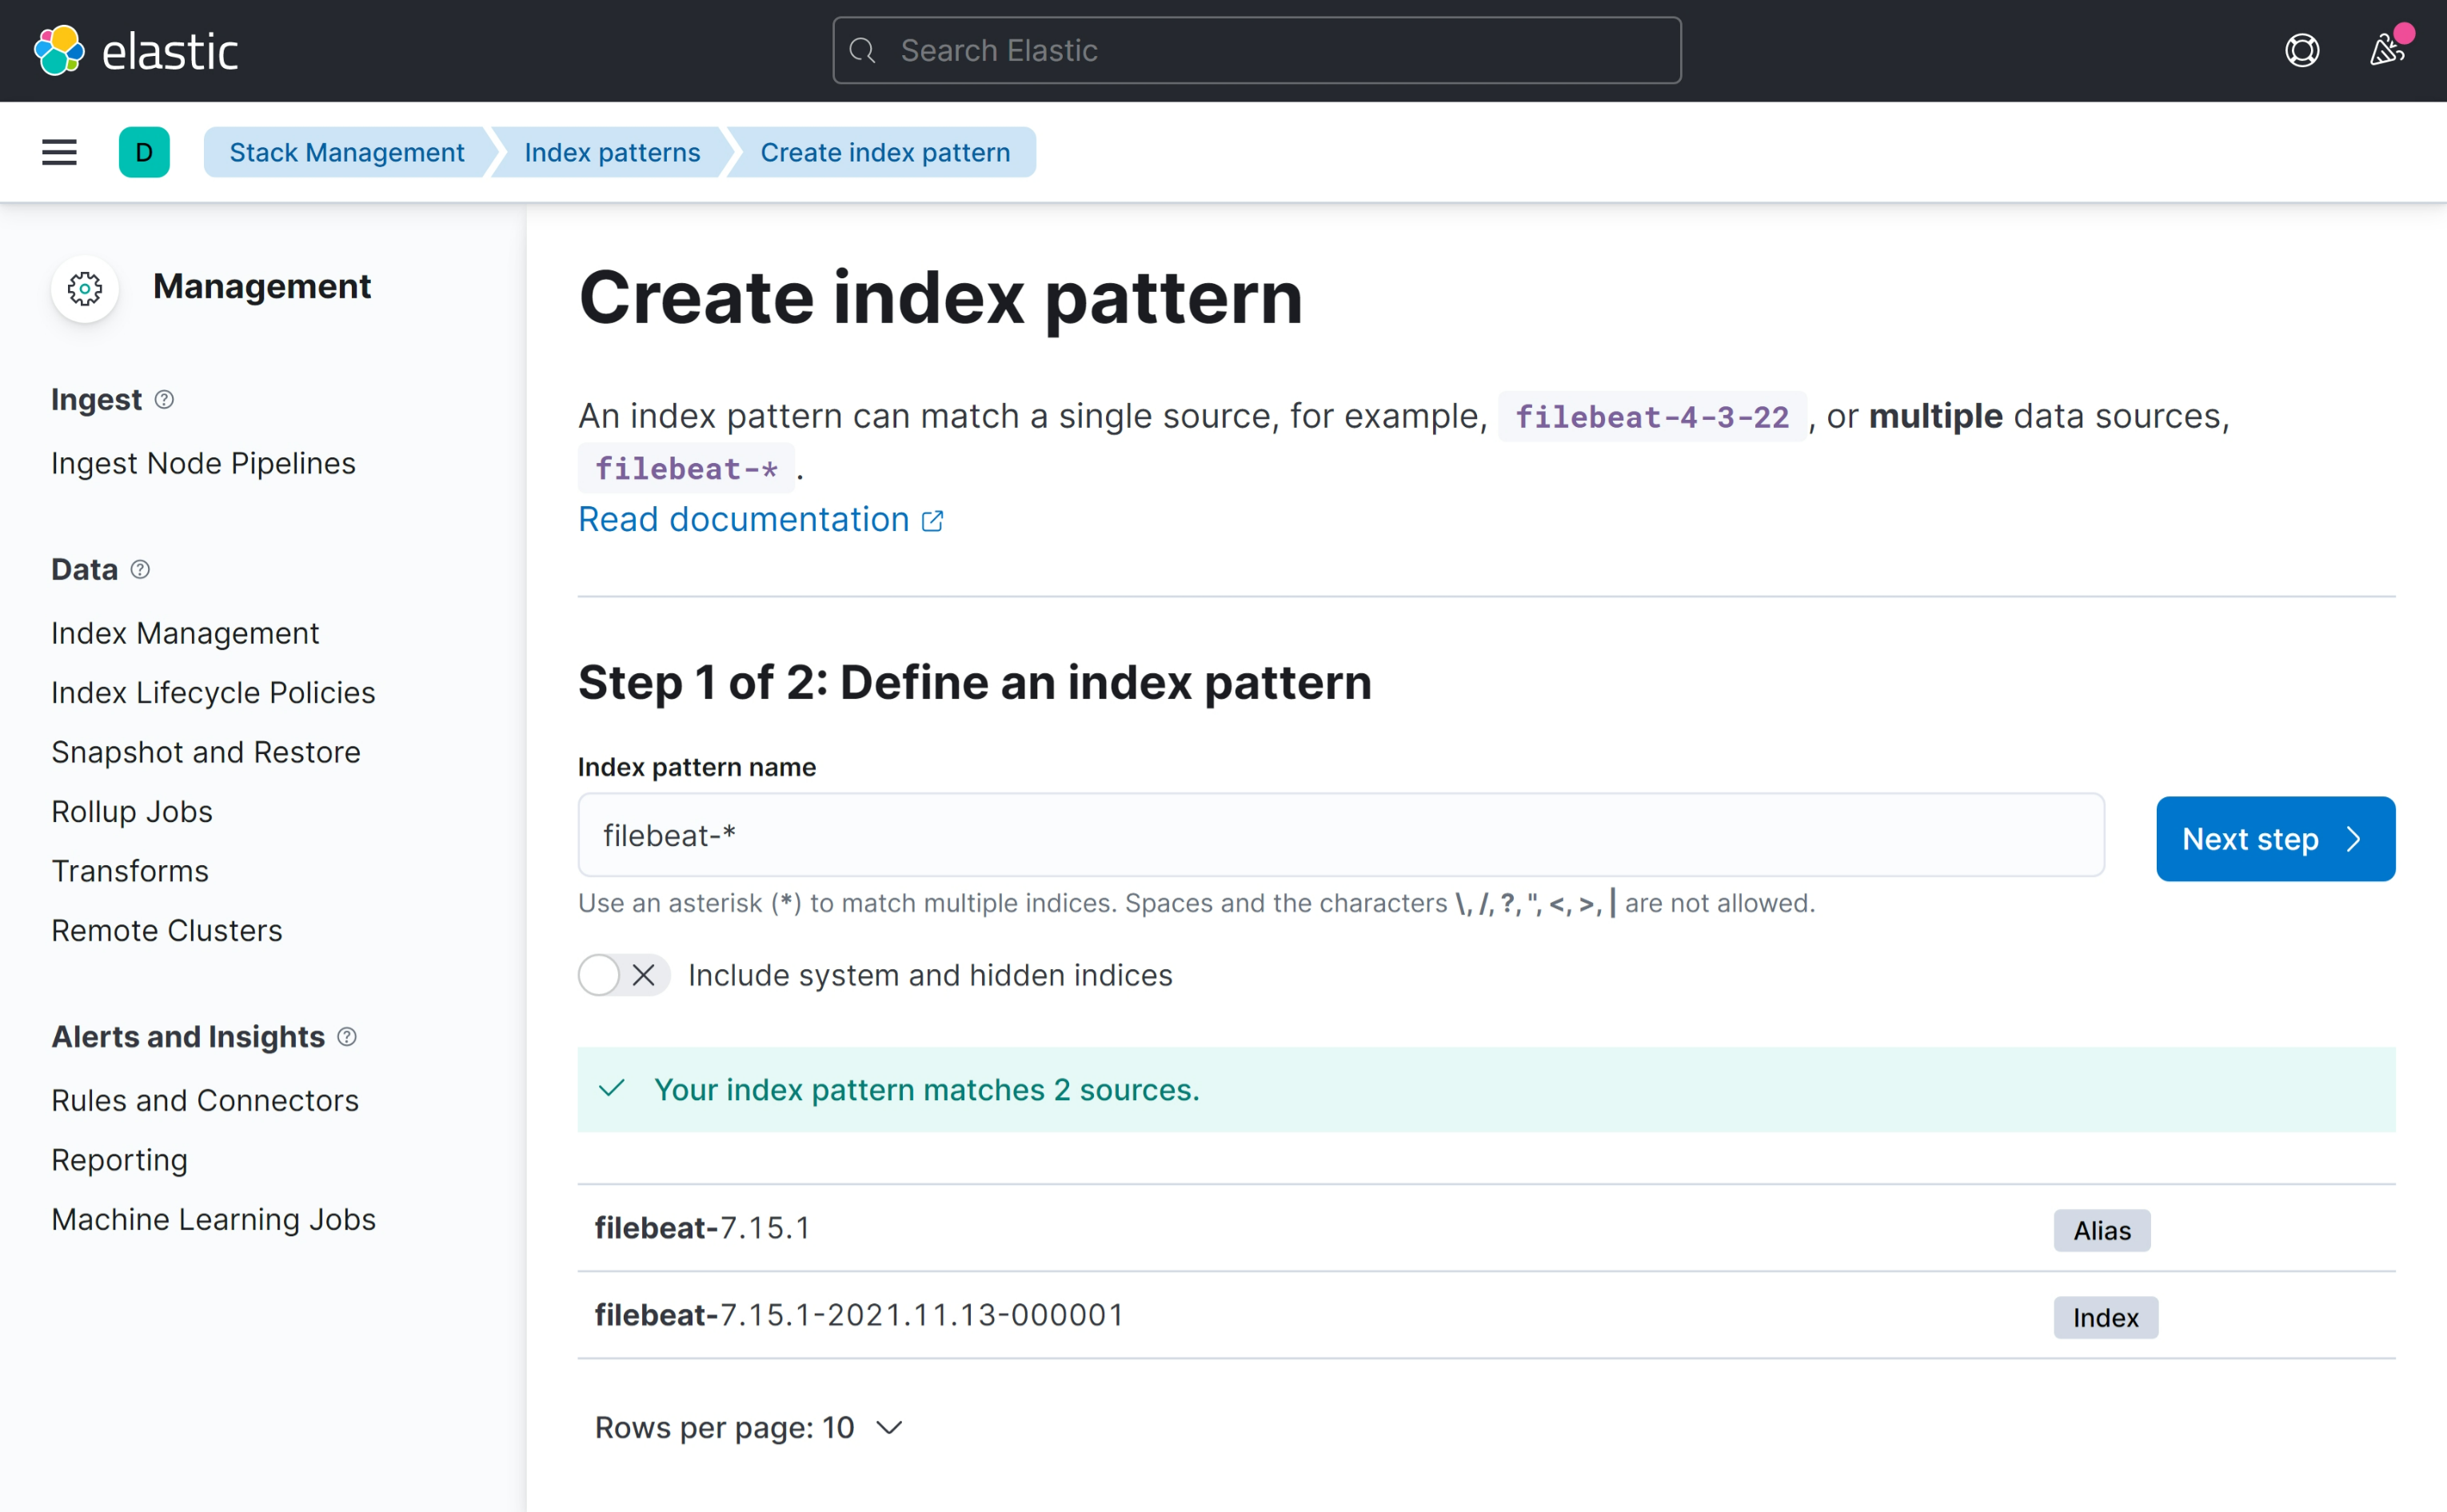 elastic
Search Elastic
D
Stack Management
Index patterns
Create index pattern
Management
Ingest
Ingest Node Pipelines
Data
Index Management
Index Lifecycle Policies
Snapshot and Restore
Rollup Jobs
Transforms
Remote Clusters
Alerts and Insights
Rules and Connectors
Reporting
Machine Learning Jobs
Create index pattern
An index pattern can match a single source, for example, filebeat-4-3-22 , or multiple data sources,
filebeat-* .
Read documentation
Step 1 of 2: Define an index pattern
Index pattern name
filebeat-*
Next step
Use an asterisk (*) to match multiple indices. Spaces and the characters \, /, ?, ", <, >, | are not allowed.
Include system and hidden indices
Your index pattern matches 2 sources.
filebeat-7.15.1 Alias
filebeat-7.15.1-2021.11.13-000001 Index
Rows per page: 10